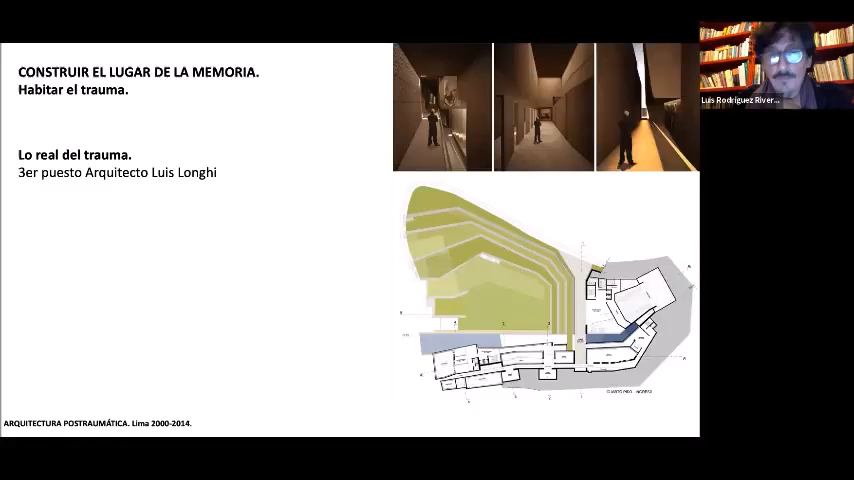 CONSTRUIR EL LUGAR DE LA MEMORIA.
Habitar el trauma.
Lo real del trauma.
3er puesto Arquitecto Luis Longhi
ARQUITECTURA POSTRAUMÁTICA. Lima 2000-2014.
Luis Rodríguez River...